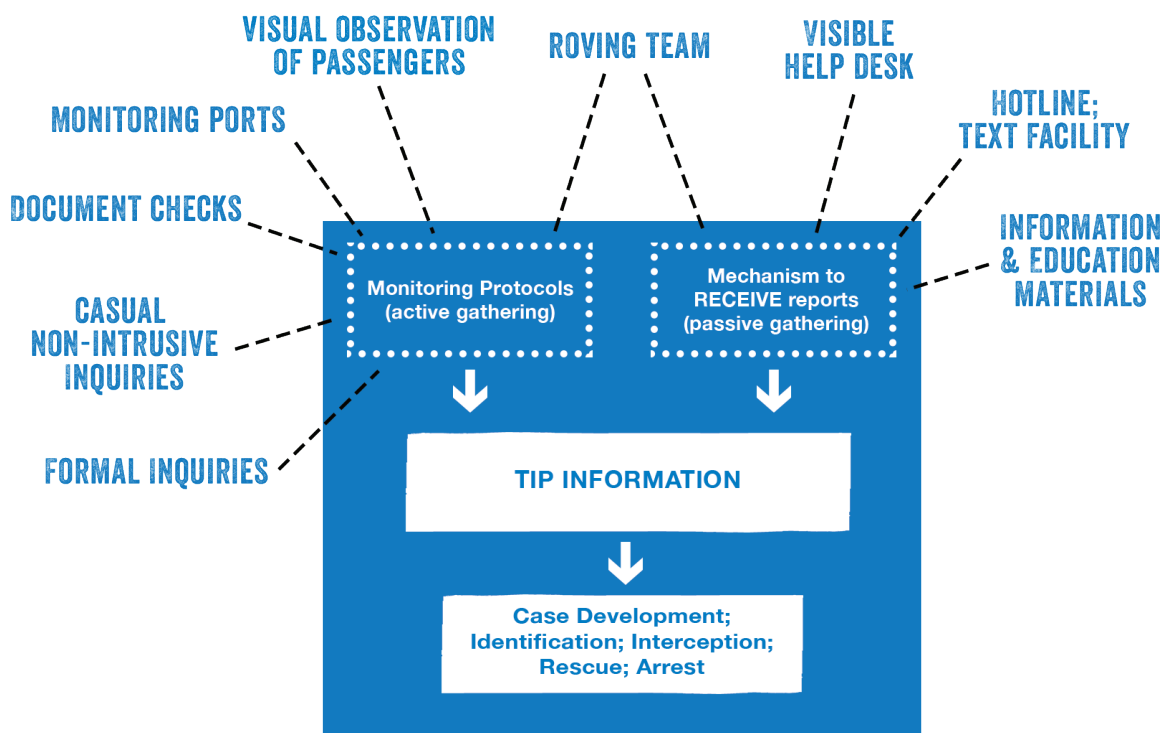 VISUAL OBSERVATION
OF PASSENGERS
ROVING TEAM
VISIBLE
HELP DESK
MONITORING PORTS
HOTLINE;
TEXT FACILITY
DOCUMENT CHECKS
INFORMATION
& EDUCATION
MATERIALS
CASUAL
NON-INTRUSIVE
INQUIRIES
FORMAL INQUIRIES
Monitoring Protocols
(active gathering)
Mechanism to
RECEIVE reports
(passive gathering)
TIP INFORMATION
Case Development;
Identification; Interception;
Rescue; Arrest